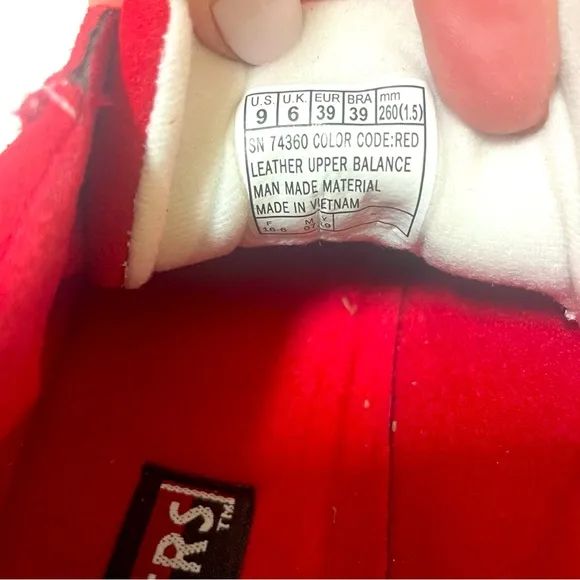 U.S. U.K. EUR BRA mm
9 6 39 39 260(1.5)
SN 74360 COLOR CODE:RED
LEATHER UPPER BALANCE
MAN MADE MATERIAL
MADE IN VIETNAM
F M Y
ERS™